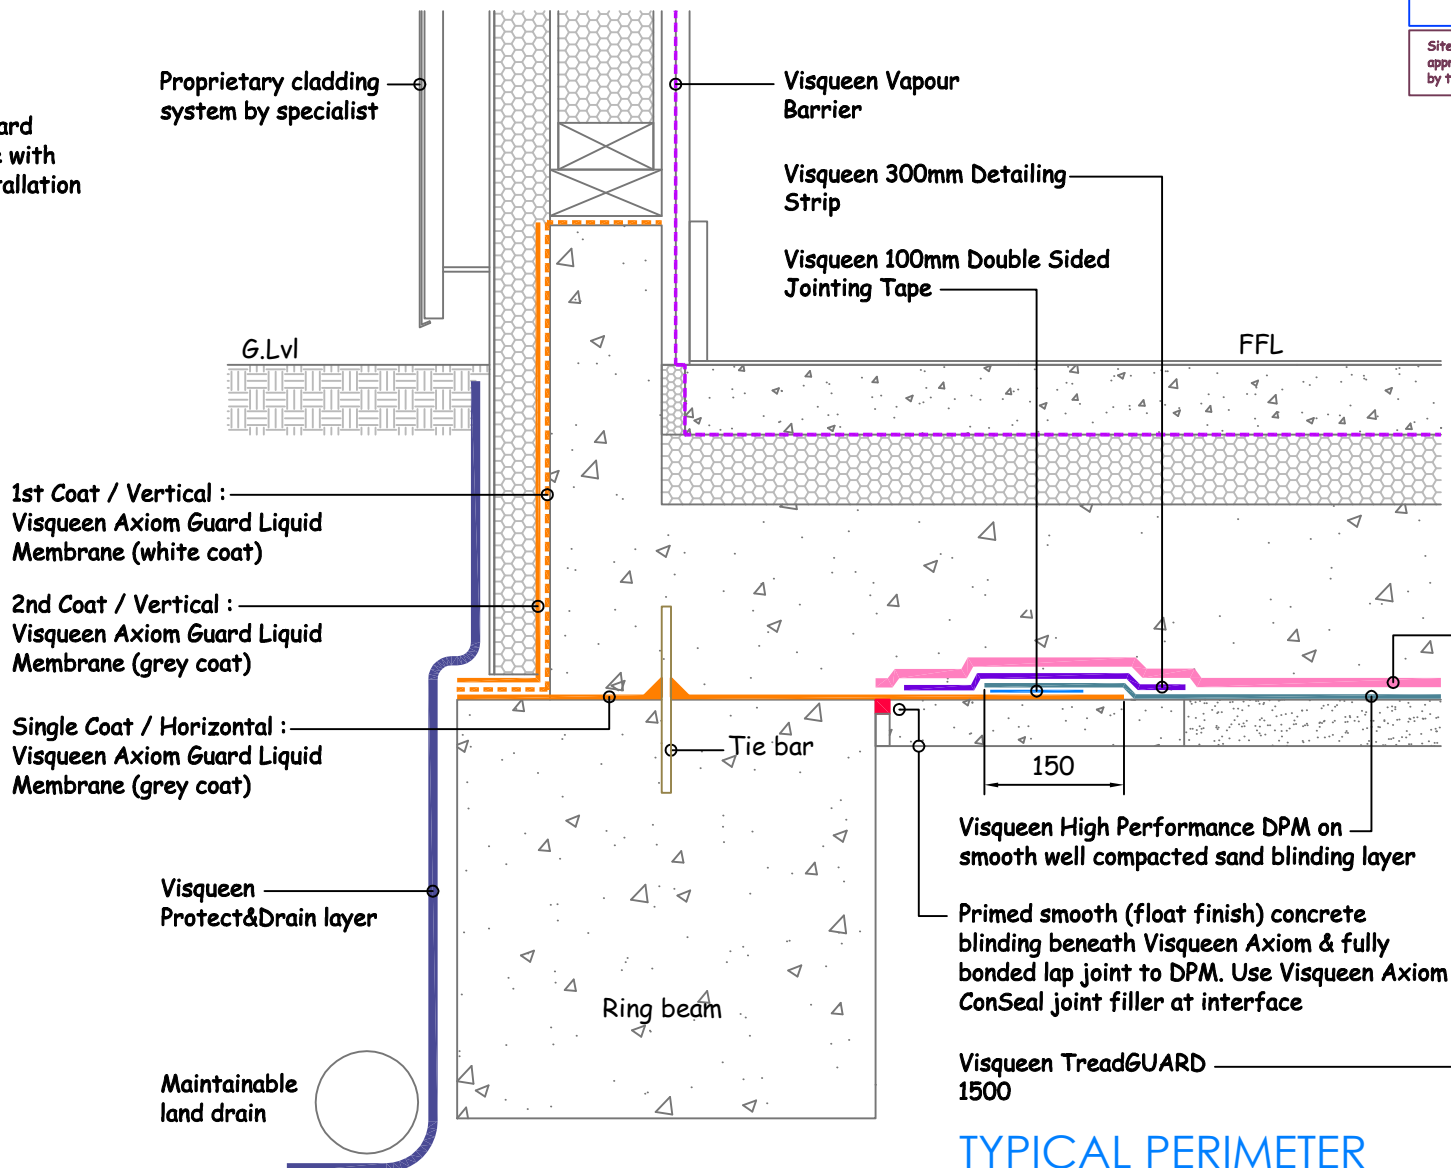 Site
by t
ard
with
tallation
Proprietary cladding
system by specialist
Visqueen Vapour
Barrier
Visqueen 300mm Detailing
Strip
Visqueen 100mm Double Sided
Jointing Tape
G.Lvl
FFL
1st Coat / Vertical :
Visqueen Axiom Guard Liquid
Membrane (white coat)
2nd Coat / Vertical :
Visqueen Axiom Guard Liquid
Membrane (grey coat)
Single Coat / Horizontal :
Visqueen Axiom Guard Liquid
Membrane (grey coat)
Tie bar
150
Visqueen High Performance DPM on
smooth well compacted sand blinding layer
Visqueen
Protect&Drain layer
Primed smooth (float finish) concrete
blinding beneath Visqueen Axiom & fully
bonded lap joint to DPM. Use Visqueen Axiom
ConSeal joint filler at interface
Ring beam
Visqueen TreadGUARD
1500
Maintainable
land drain
TYPICAL PERIMETER